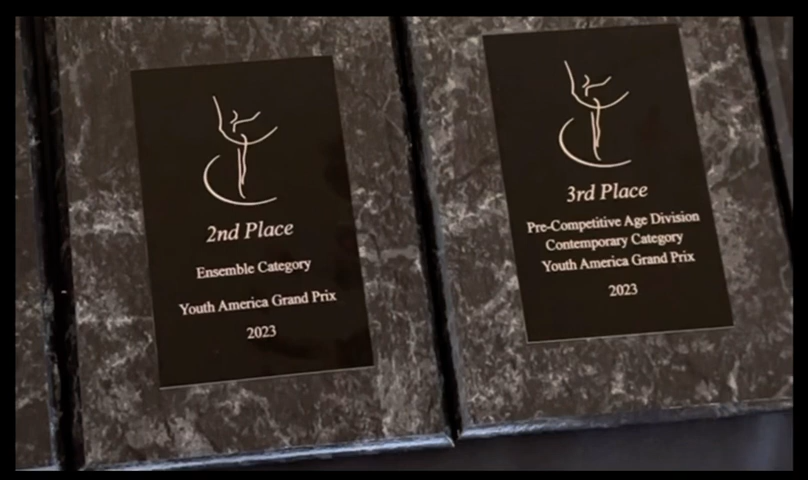 2nd Place
Ensemble Category
Youth America Grand Prix
2023
3rd Place
Pre-Competitive Age Division
Contemporary Category
Youth America Grand Prix
2023